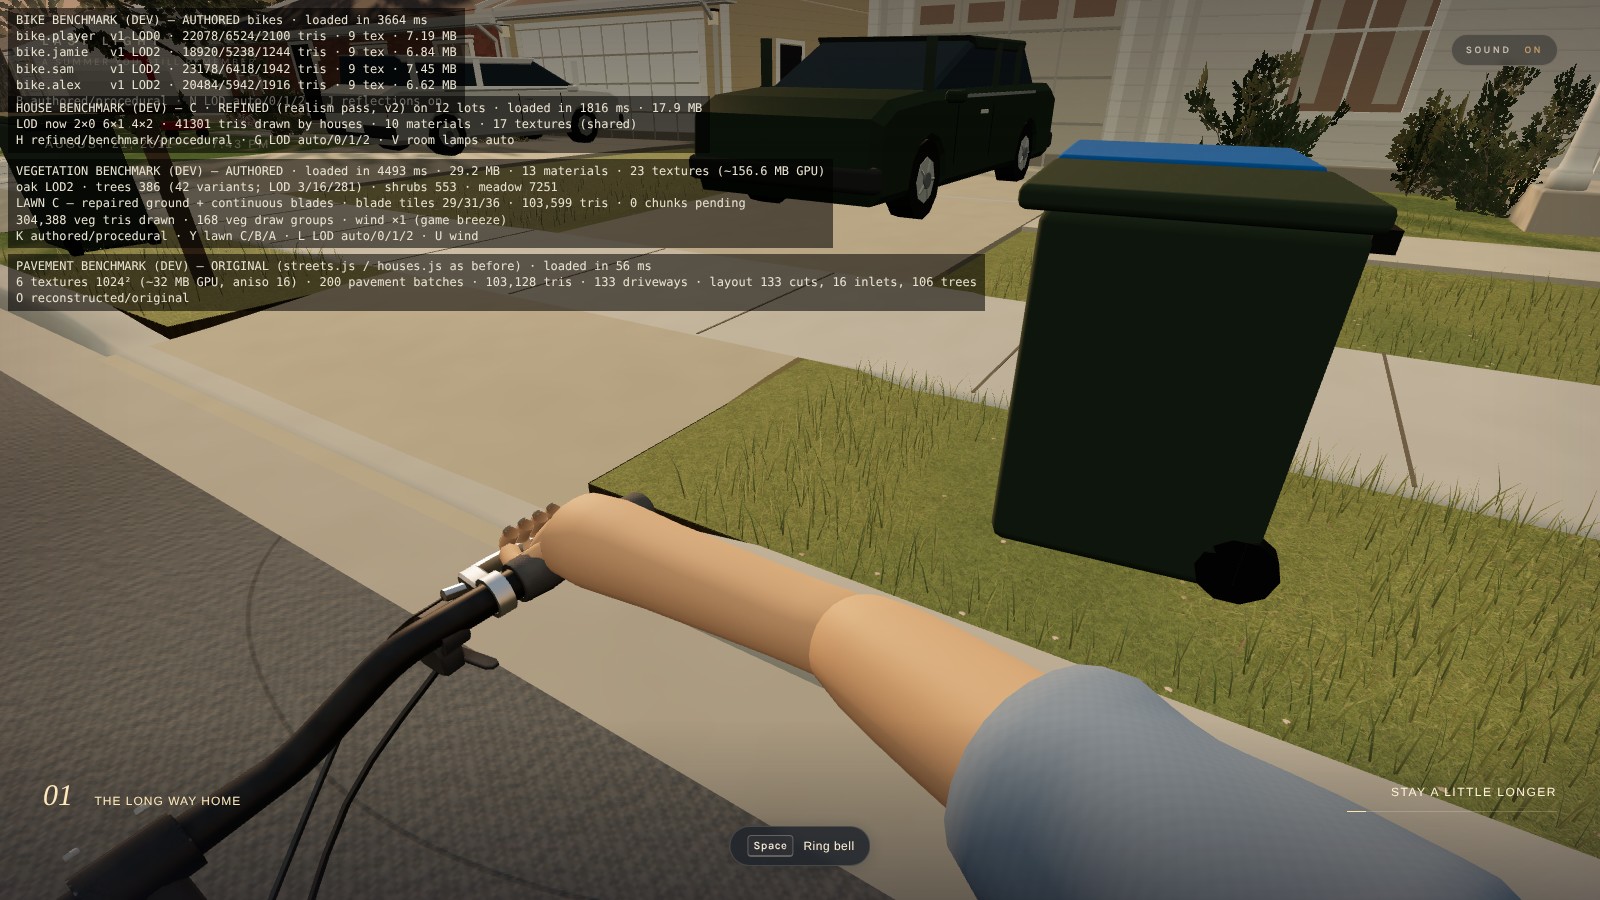 BIKE BENCHMARK (DEV) — AUTHORED bikes · loaded in 3664 ms
bike.player v1 LOD0 · 22078/6524/2100 tris · 9 tex · 7.19 MB
bike.jamie v1 LOD2 · 18920/5238/1244 tris · 9 tex · 6.84 MB
bike.sam v1 LOD2 · 23178/6418/1942 tris · 9 tex · 7.45 MB
bike.alex v1 LOD2 · 20484/5942/1916 tris · 9 tex · 6.62 MB
B authored/procedural · N LOD auto/0/1/2 · J reflections on
HOUSE BENCHMARK (DEV) — C · REFINED (realism pass, v2) on 12 lots · loaded in 1816 ms · 17.9 MB
LOD now 2×0 6×1 4×2 · 41301 tris drawn by houses · 10 materials · 17 textures (shared)
H refined/benchmark/procedural · G LOD auto/0/1/2 · V room lamps auto
VEGETATION BENCHMARK (DEV) — AUTHORED · loaded in 4493 ms · 29.2 MB · 13 materials · 23 textures (~156.6 MB GPU)
oak LOD2 · trees 386 (42 variants; LOD 3/16/281) · shrubs 553 · meadow 7251
LAWN C — repaired ground + continuous blades · blade tiles 29/31/36 · 103,599 tris · 0 chunks pending
304,388 veg tris drawn · 168 veg draw groups · wind ×1 (game breeze)
K authored/procedural · Y lawn C/B/A · L LOD auto/0/1/2 · U wind
PAVEMENT BENCHMARK (DEV) — ORIGINAL (streets.js / houses.js as before) · loaded in 56 ms
6 textures 1024² (~32 MB GPU, aniso 16) · 200 pavement batches · 103,128 tris · 133 driveways · layout 133 cuts, 16 inlets, 106 trees
O reconstructed/original
SOUND ON
01 THE LONG WAY HOME
STAY A LITTLE LONGER
Space Ring bell